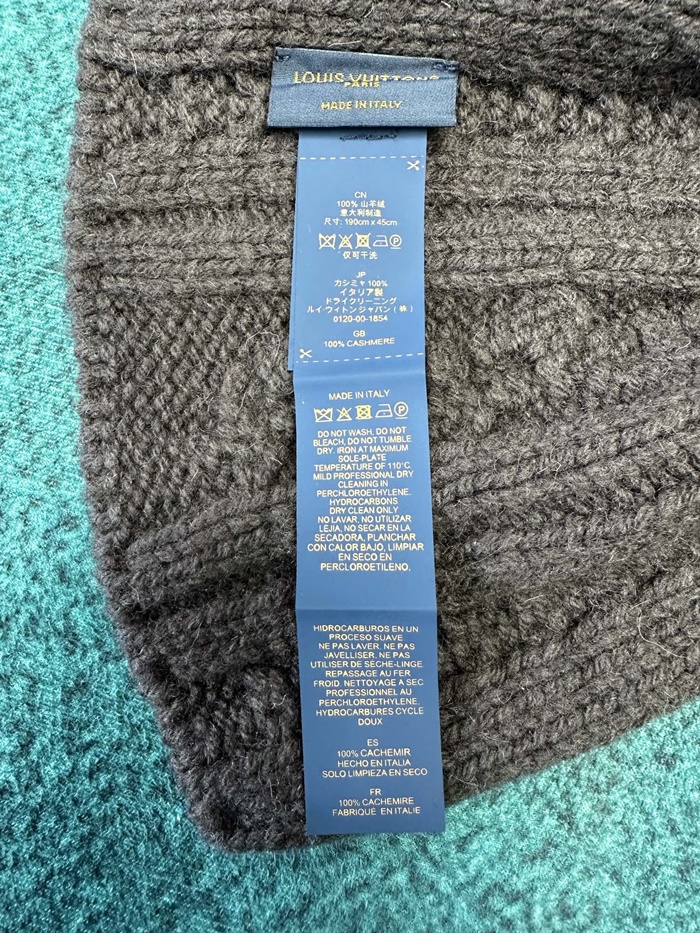 LOUIS VUITTON
PARIS
MADE IN ITALY
CN
100% 山羊绒
意大利制造
尺寸: 190cm x 45cm
仅可干洗
JP
カシミヤ 100%
イタリア製
ドライクリーニング
ルイ·ウィトンジャパン (株)
0120-00-1854
GB
100% CASHMERE
MADE IN ITALY
DO NOT WASH. DO NOT
BLEACH, DO NOT TUMBLE
DRY. IRON AT MAXIMUM
SOLE-PLATE
TEMPERATURE OF 110°C.
MILD PROFESSIONAL DRY
CLEANING IN
PERCHLOROETHYLENE.
HYDROCARBONS
DRY CLEAN ONLY
NO LAVAR, NO UTILIZAR
LEJIA, NO SECAR EN LA
SECADORA, PLANCHAR
CON CALOR BAJO, LIMPIAR
EN SECO EN
PERCLOROETILENO.
HIDROCARBUROS EN UN
PROCESO SUAVE
NE PAS LAVER. NE PAS
JAVELLISER. NE PAS
UTILISER DE SÈCHE-LINGE.
REPASSAGE AU FER
FROID. NETTOYAGE A SEC
PROFESSIONNEL AU
PERCHLOROETHYLENE.
HYDROCARBURES CYCLE
DOUX
ES
100% CACHEMIR
HECHO EN ITALIA
SOLO LIMPIEZA EN SECO
FR
100% CACHEMIRE
FABRIQUÉ EN ITALIE